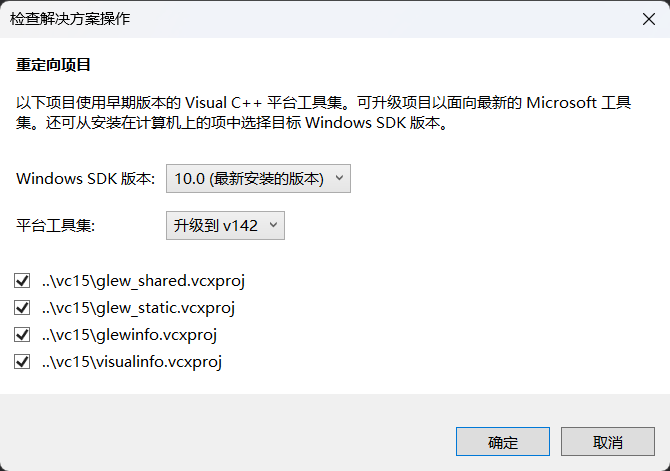 检查解决方案操作
重定向项目
以下项目使用早期版本的 Visual C++ 平台工具集。可升级项目以面向最新的 Microsoft 工具
集。还可从安装在计算机上的项中选择目标 Windows SDK 版本。
Windows SDK 版本: 10.0 (最新安装的版本)
平台工具集: 升级到 v142
..\vc15\glew_shared.vcxproj
..\vc15\glew_static.vcxproj
..\vc15\glewinfo.vcxproj
..\vc15\visualinfo.vcxproj
确定 取消